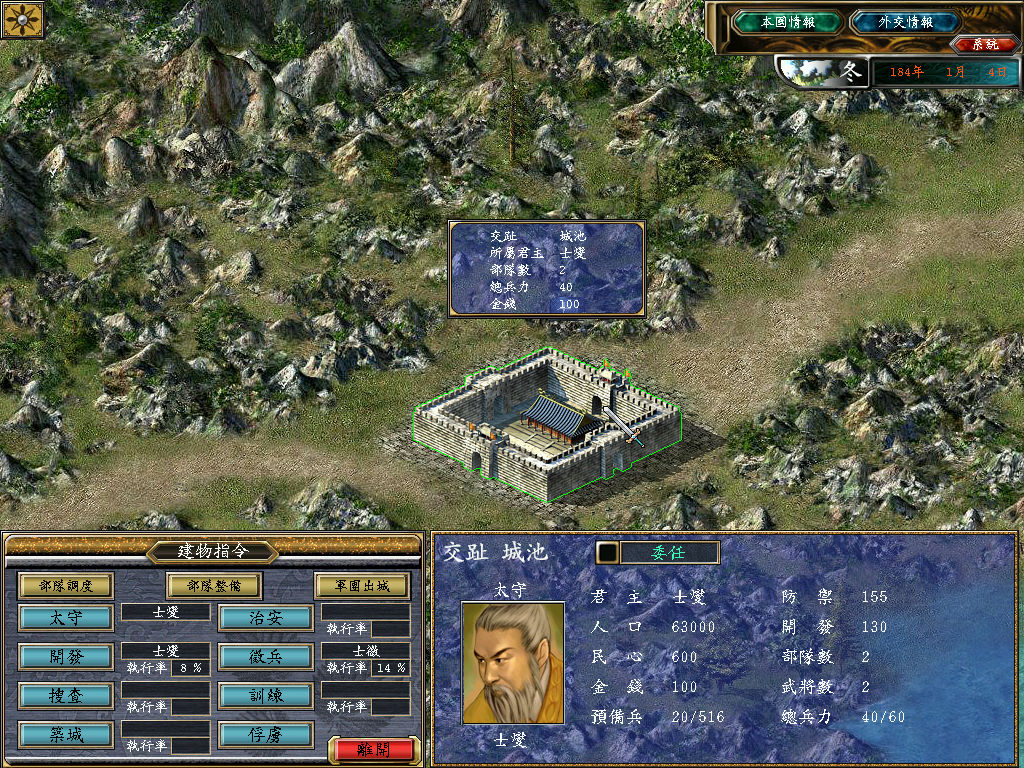 本國情報 外交情報
系統
冬 184年 1月 4日
交趾 城池
所屬君主 士燮
部隊數 2
總兵力 40
金錢 100
建物指令
部隊調度 部隊整備 軍團出城
太守 士燮 治安
執行率
開發 士燮 徵兵 士徽
執行率 8 % 執行率 14 %
搜查 訓練
執行率 執行率
築城 俘虜
執行率
離開
交趾 城池 委任
太守
士燮
君主 士燮 防禦 155
人口 63000 開發 130
民心 600 部隊數 2
金錢 100 武將數 2
預備兵 20/516 總兵力 40/60